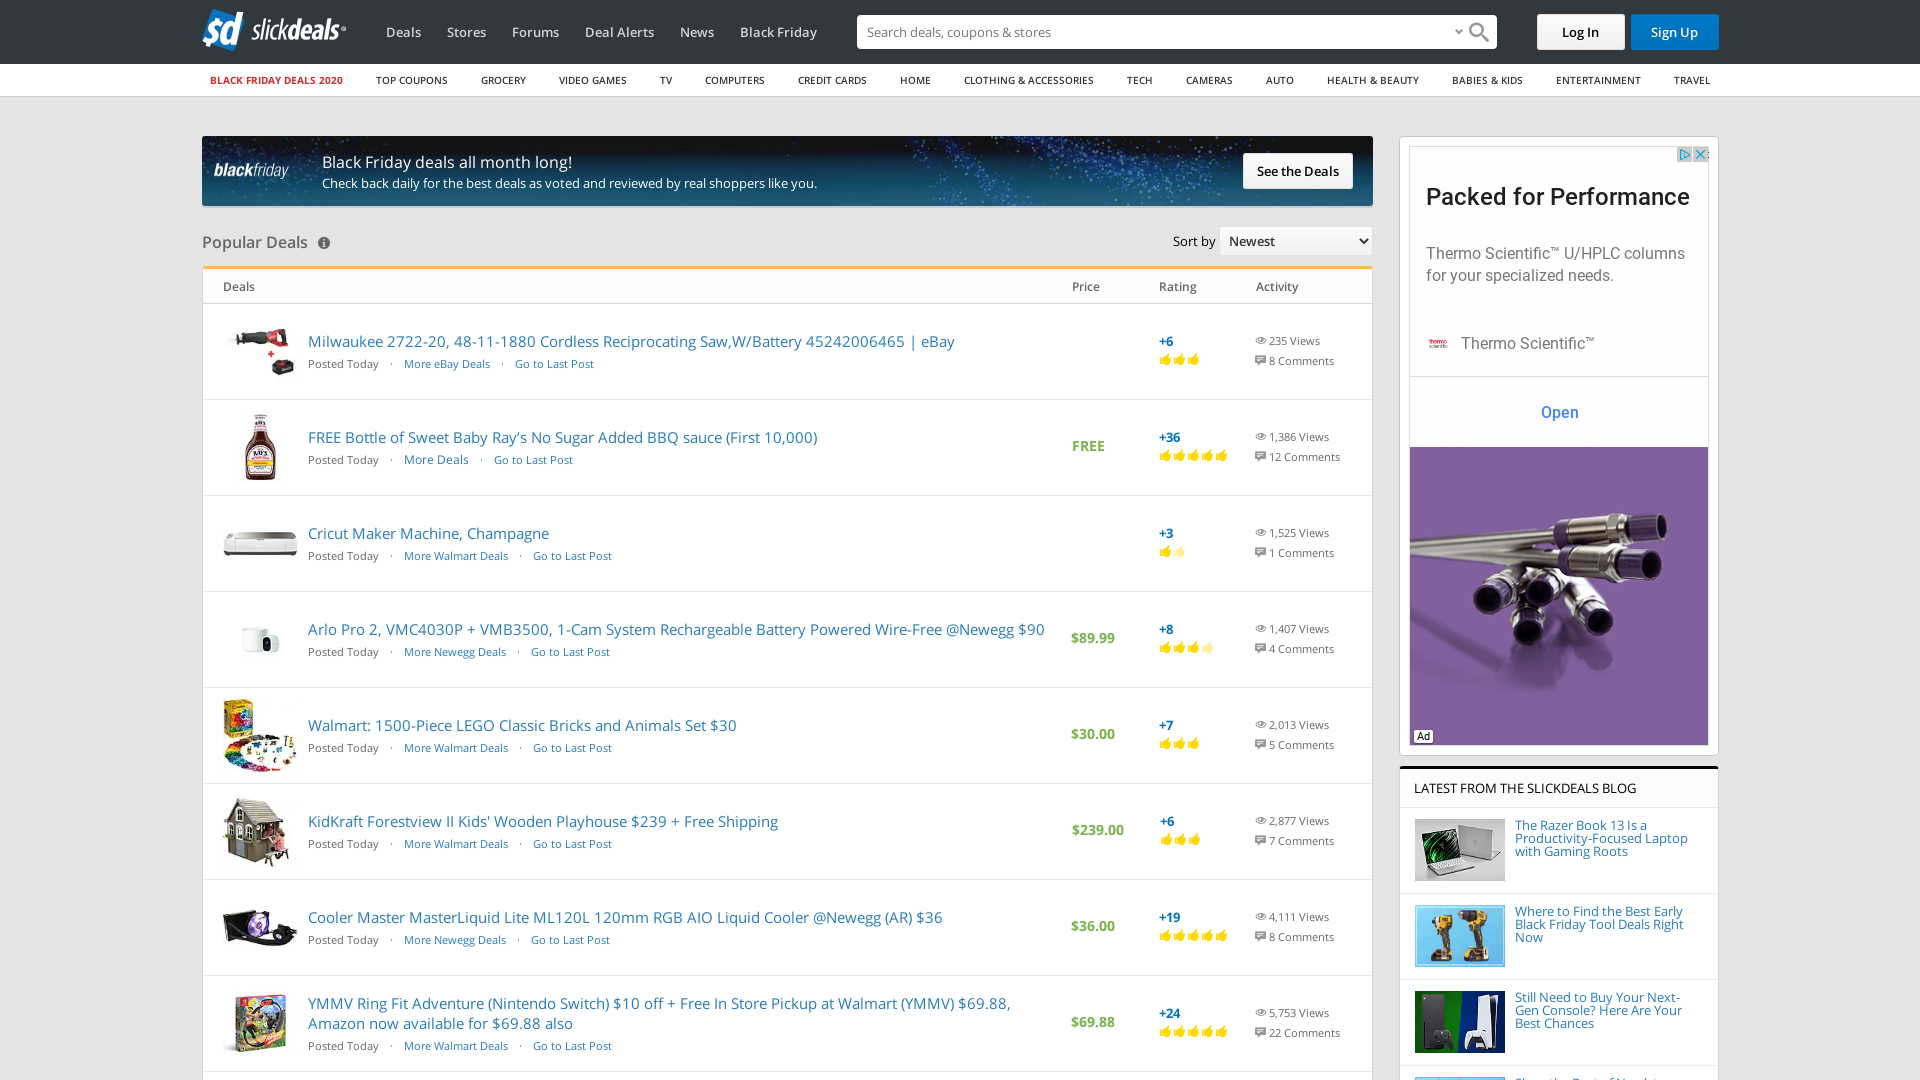 slickdeals®
Deals
Stores
Forums
Deal Alerts
News
Black Friday
Search deals, coupons & stores
Log In
Sign Up
BLACK FRIDAY DEALS 2020
TOP COUPONS
GROCERY
VIDEO GAMES
TV
COMPUTERS
CREDIT CARDS
HOME
CLOTHING & ACCESSORIES
TECH
CAMERAS
AUTO
HEALTH & BEAUTY
BABIES & KIDS
ENTERTAINMENT
TRAVEL
blackfriday
Black Friday deals all month long!
Check back daily for the best deals as voted and reviewed by real shoppers like you.
See the Deals
Popular Deals
Sort by Newest
Deals Price Rating Activity
Milwaukee 2722-20, 48-11-1880 Cordless Reciprocating Saw,W/Battery 45242006465 | eBay
Posted Today · More eBay Deals · Go to Last Post
+6
235 Views
8 Comments
FREE Bottle of Sweet Baby Ray’s No Sugar Added BBQ sauce (First 10,000)
Posted Today · More Deals · Go to Last Post
FREE
+36
1,386 Views
12 Comments
Cricut Maker Machine, Champagne
Posted Today · More Walmart Deals · Go to Last Post
+3
1,525 Views
1 Comments
Arlo Pro 2, VMC4030P + VMB3500, 1-Cam System Rechargeable Battery Powered Wire-Free @Newegg $90
Posted Today · More Newegg Deals · Go to Last Post
$89.99
+8
1,407 Views
4 Comments
Walmart: 1500-Piece LEGO Classic Bricks and Animals Set $30
Posted Today · More Walmart Deals · Go to Last Post
$30.00
+7
2,013 Views
5 Comments
KidKraft Forestview II Kids' Wooden Playhouse $239 + Free Shipping
Posted Today · More Walmart Deals · Go to Last Post
$239.00
+6
2,877 Views
7 Comments
Cooler Master MasterLiquid Lite ML120L 120mm RGB AIO Liquid Cooler @Newegg (AR) $36
Posted Today · More Newegg Deals · Go to Last Post
$36.00
+19
4,111 Views
8 Comments
YMMV Ring Fit Adventure (Nintendo Switch) $10 off + Free In Store Pickup at Walmart (YMMV) $69.88,
Amazon now available for $69.88 also
Posted Today · More Walmart Deals · Go to Last Post
$69.88
+24
5,753 Views
22 Comments
Packed for Performance
Thermo Scientific™ U/HPLC columns
for your specialized needs.
thermo
scientific
Thermo Scientific™
Open
Ad
LATEST FROM THE SLICKDEALS BLOG
The Razer Book 13 Is a
Productivity-Focused Laptop
with Gaming Roots
Where to Find the Best Early
Black Friday Tool Deals Right
Now
Still Need to Buy Your Next-
Gen Console? Here Are Your
Best Chances